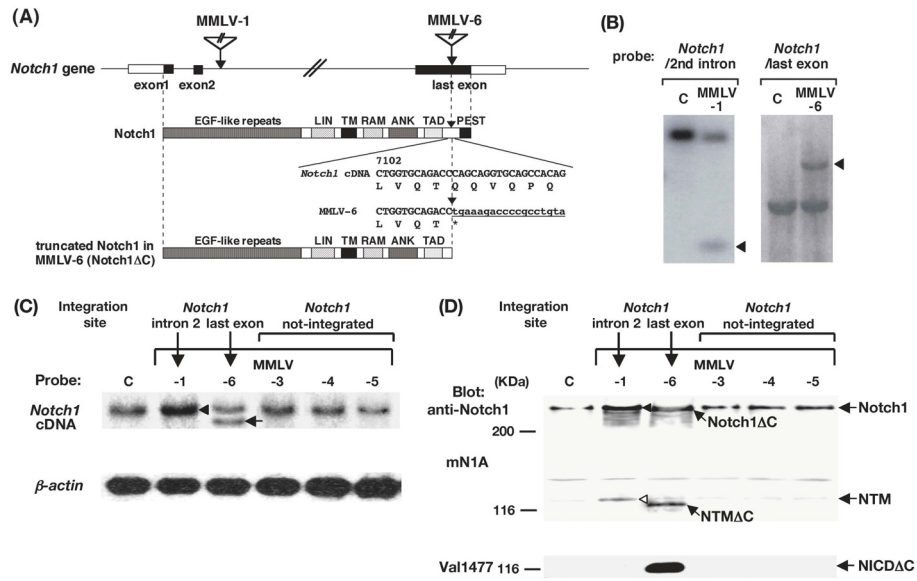 (A)
MMLV-1
MMLV-6
Notch1 gene
exon1
exon2
last exon
EGF-like repeats
LIN TM RAM ANK TAD PEST
Notch1
7102
Notch1 cDNA CTGGTGCAGACCCAGCAGGTGCAGCCACAG
L V Q T Q Q V Q P Q
MMLV-6 CTGGTGCAGACCtgaaagaccccgcctgta
L V Q T *
EGF-like repeats
LIN TM RAM ANK TAD
truncated Notch1 in
MMLV-6 (Notch1ΔC)
(B)
probe:
Notch1
/2nd intron
Notch1
/last exon
C MMLV
-1
C MMLV
-6
(C)
Integration
site
Notch1
intron 2 last exon
Notch1
not-integrated
MMLV
Probe: C -1 -6 -3 -4 -5
Notch1
cDNA
β-actin
(D)
Integration
site
Notch1
intron 2 last exon
Notch1
not-integrated
MMLV
Blot: (KDa) C -1 -6 -3 -4 -5
anti-Notch1
Notch1
Notch1ΔC
200
mN1A
NTM
116
NTMΔC
Val1477 116
NICDΔC